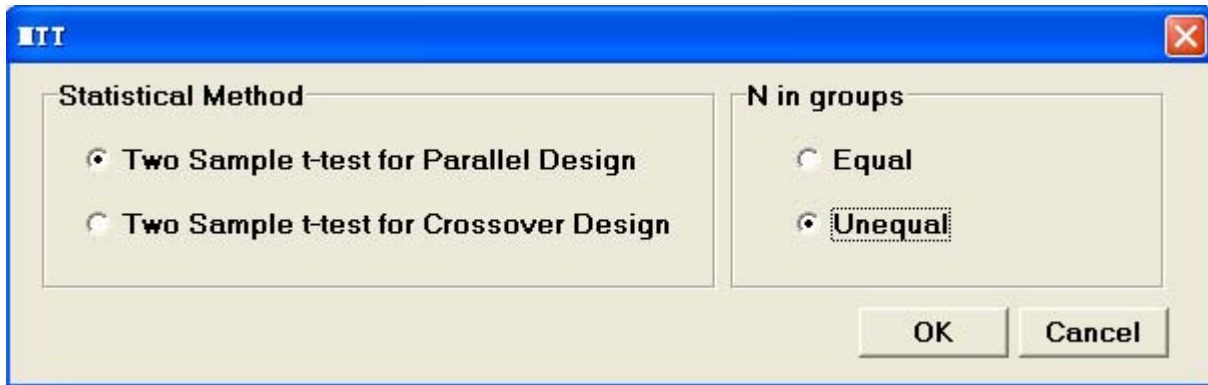 MTT
Statistical Method
Two Sample t-test for Parallel Design
Two Sample t-test for Crossover Design
N in groups
Equal
Unequal
OK
Cancel